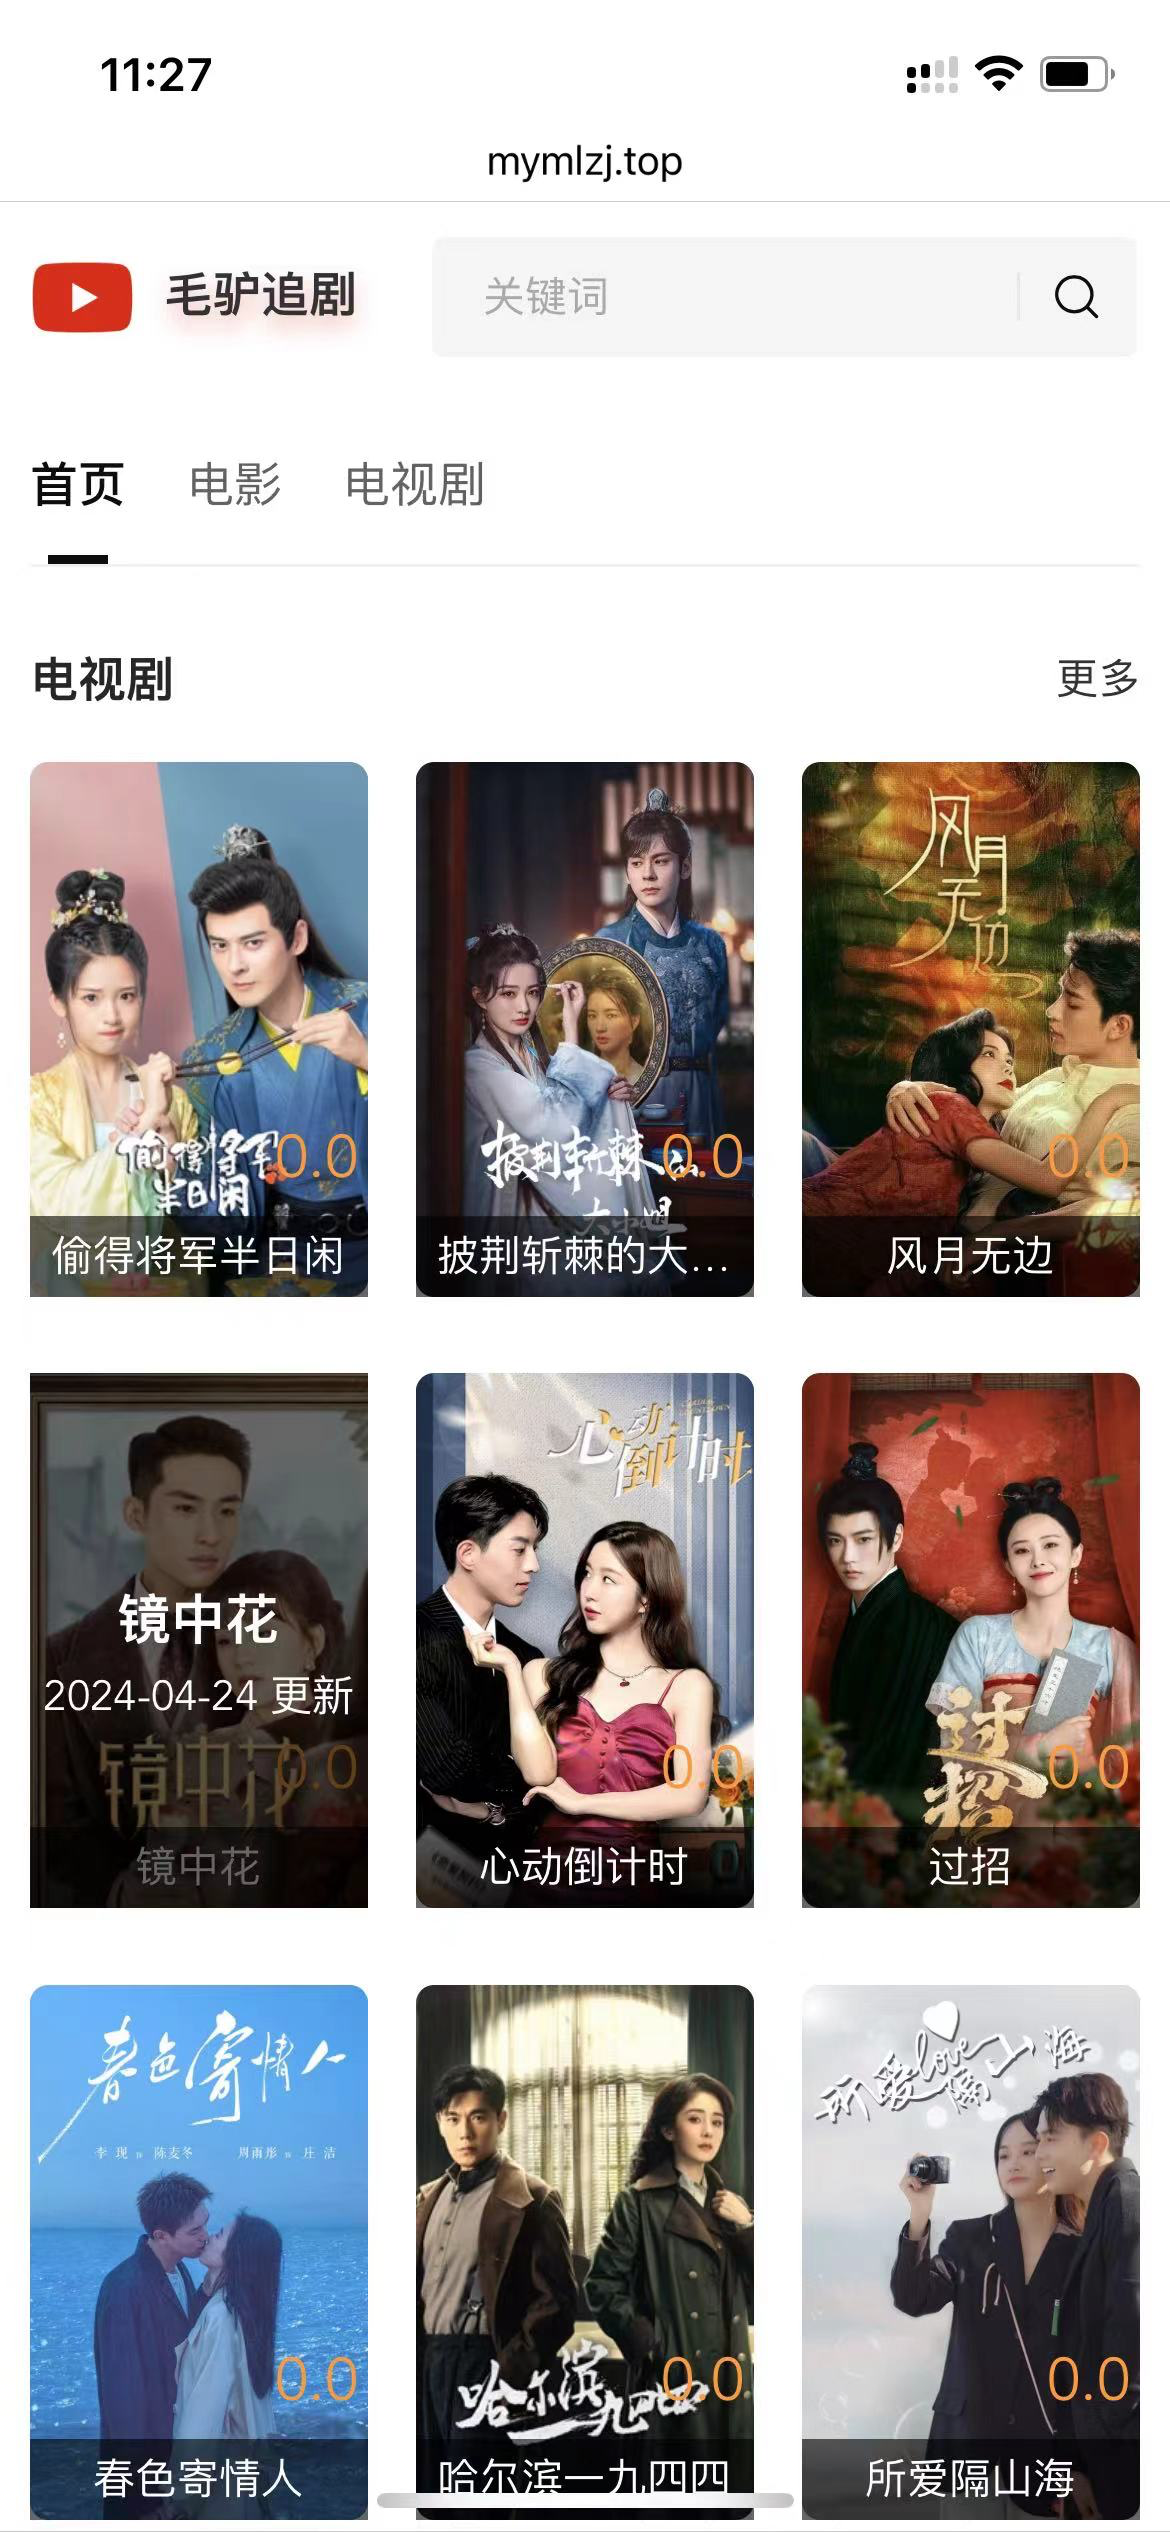 11:27
mymlzj.top
毛驴追剧
关键词
首页 电影 电视剧
电视剧 更多
偷得将军半日闲
0.0
偷得将军半日闲
披荆斩棘的
大小姐
0.0
披荆斩棘的大...
风月无边
0.0
风月无边
镜中花
2024-04-24 更新
镜中花
0.0
镜中花
心动倒计时
0.0
心动倒计时
过招
0.0
过招
春色寄情人
李现 陈麦冬 周雨彤 庄洁
0.0
春色寄情人
哈尔滨一九四四
0.0
哈尔滨一九四四
所爱隔山海
love
0.0
所爱隔山海